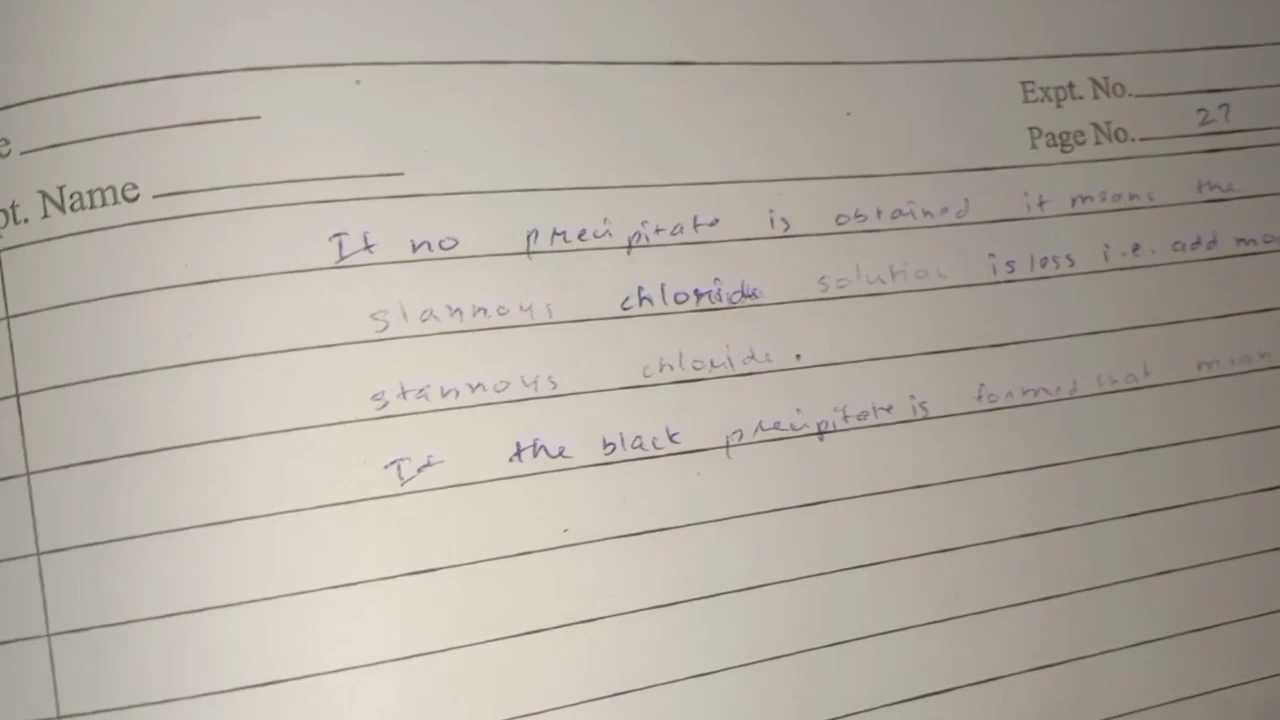 e
Expt. No.
Page No. 27
pt. Name
If no precipitate is obtained it means the
stannous chloride solution is less i.e. add mo
stannous chloride.
If the black precipitate is formed that mean